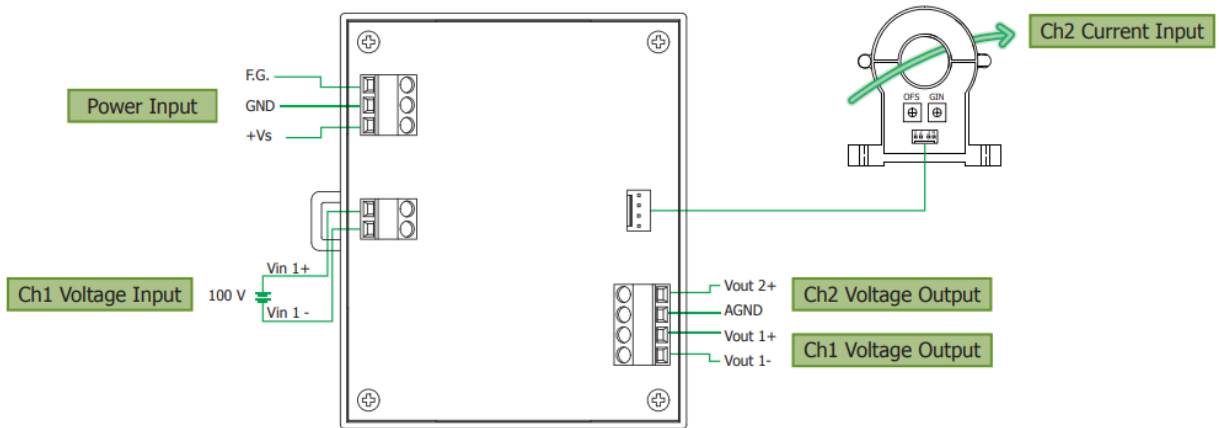 Ch2 Current Input
OFS GIN
F.G.
Power Input
GND
+Vs
Vin 1+
Ch1 Voltage Input
100 V
Vin 1 -
Vout 2+
Ch2 Voltage Output
AGND
Vout 1+
Ch1 Voltage Output
Vout 1-